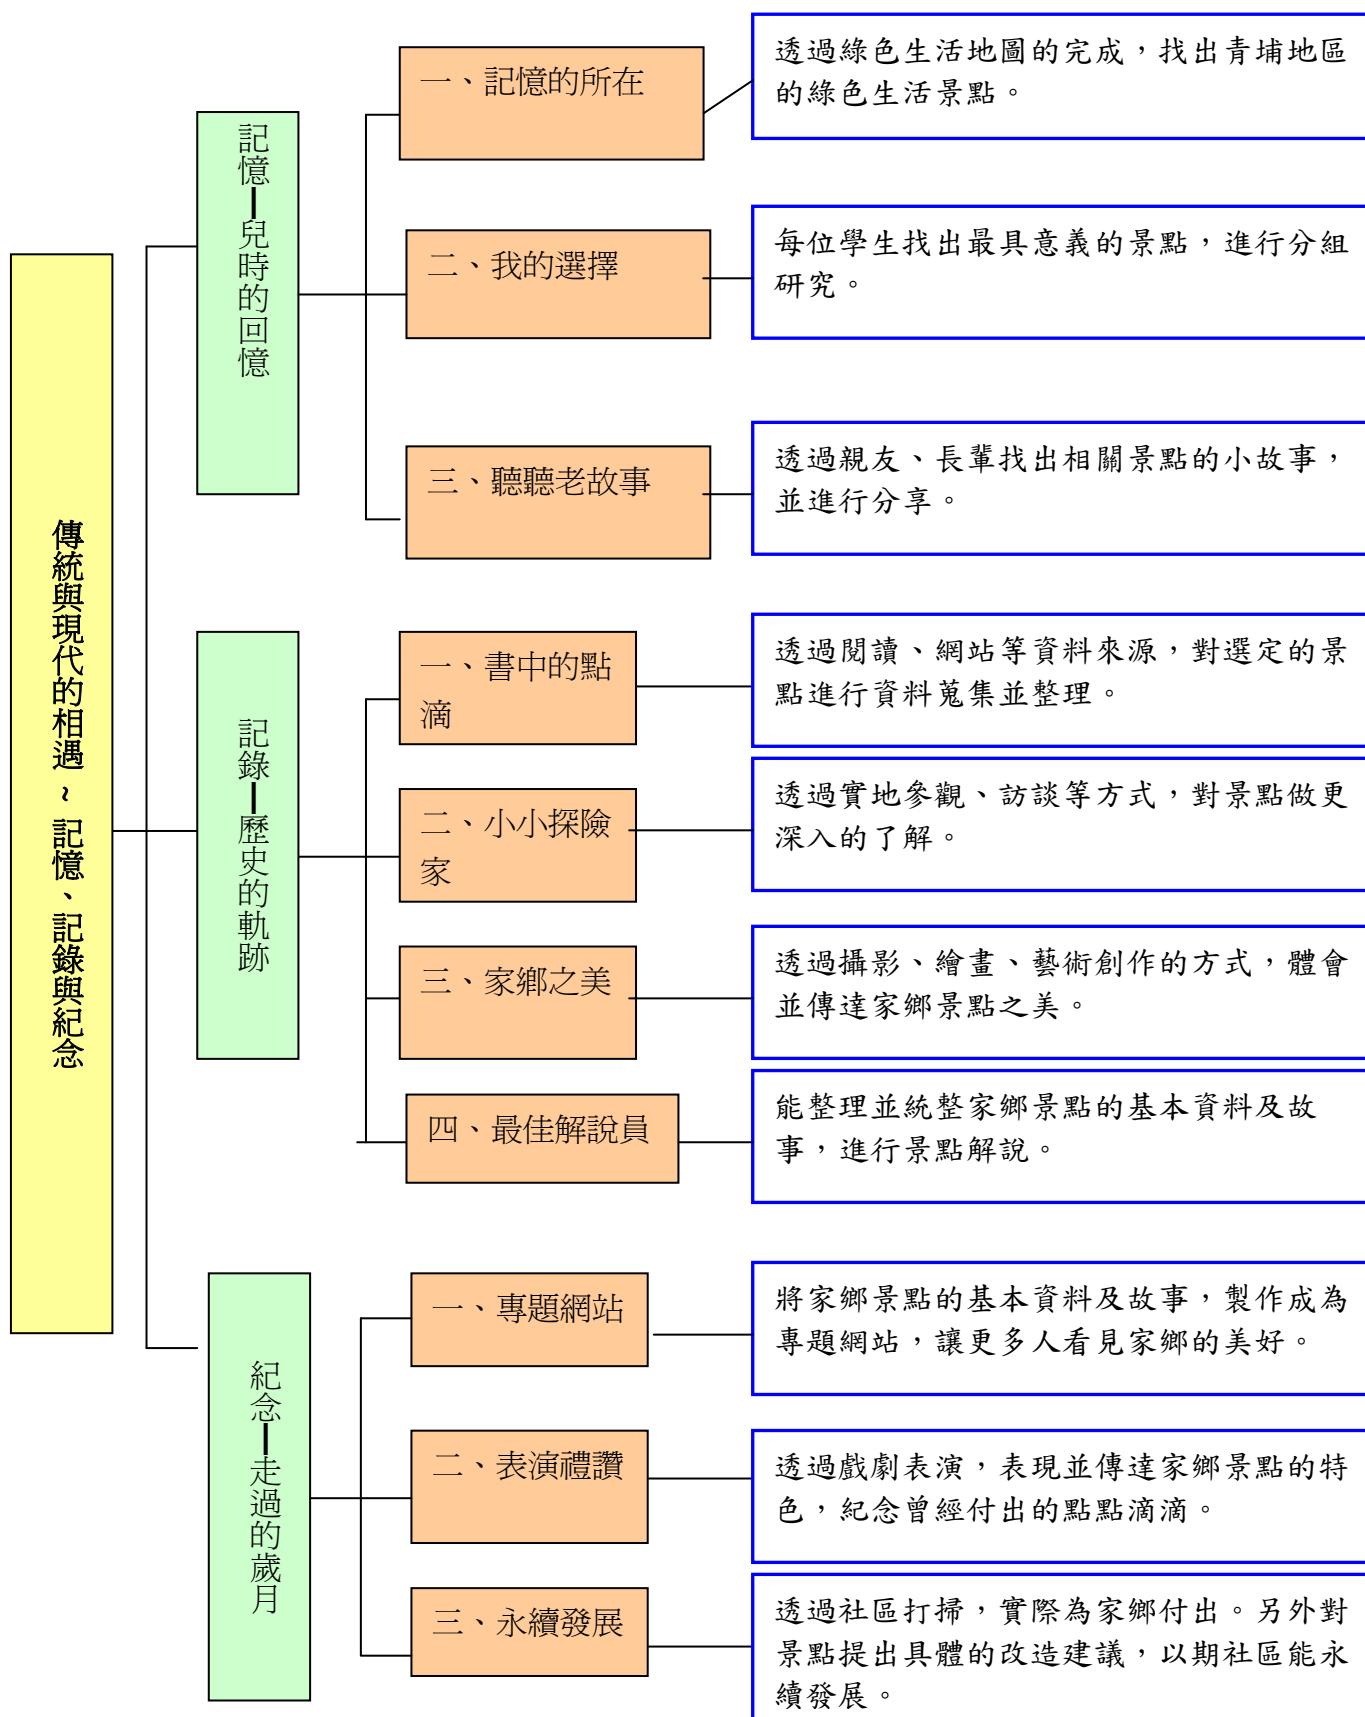 傳統與現代的相遇~記憶、記錄與紀念
記憶—兒時的回憶
一、記憶的所在
透過綠色生活地圖的完成，找出青埔地區
的綠色生活景點。
二、我的選擇
每位學生找出最具意義的景點，進行分組
研究。
三、聽聽老故事
透過親友、長輩找出相關景點的小故事，
並進行分享。
記錄—歷史的軌跡
一、書中的點
滴
透過閱讀、網站等資料來源，對選定的景
點進行資料蒐集並整理。
二、小小探險
家
透過實地參觀、訪談等方式，對景點做更
深入的了解。
三、家鄉之美
透過攝影、繪畫、藝術創作的方式，體會
並傳達家鄉景點之美。
四、最佳解說員
能整理並統整家鄉景點的基本資料及故
事，進行景點解說。
紀念—走過的歲月
一、專題網站
將家鄉景點的基本資料及故事，製作成為
專題網站，讓更多人看見家鄉的美好。
二、表演禮讚
透過戲劇表演，表現並傳達家鄉景點的特
色，紀念曾經付出的點點滴滴。
三、永續發展
透過社區打掃，實際為家鄉付出。另外對
景點提出具體的改造建議，以期社區能永
續發展。